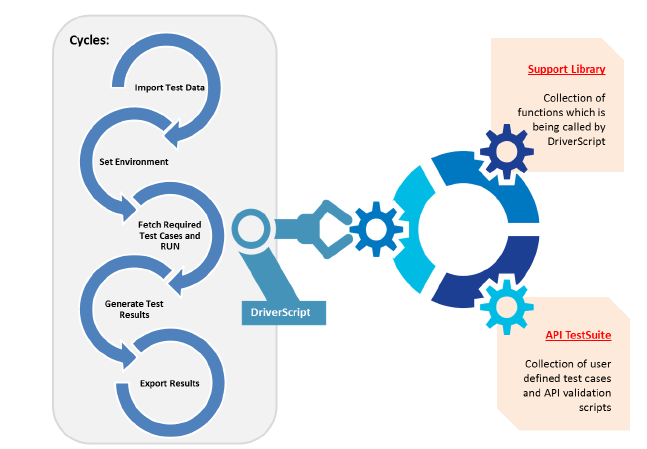 Cycles:
Import Test Data
Set Environment
Fetch Required
Test Cases and
RUN
Generate Test
Results
Export Results
DriverScript
Support Library
Collection of
functions which is
being called by
DriverScript
API TestSuite
Collection of user
defined test cases
and API validation
scripts